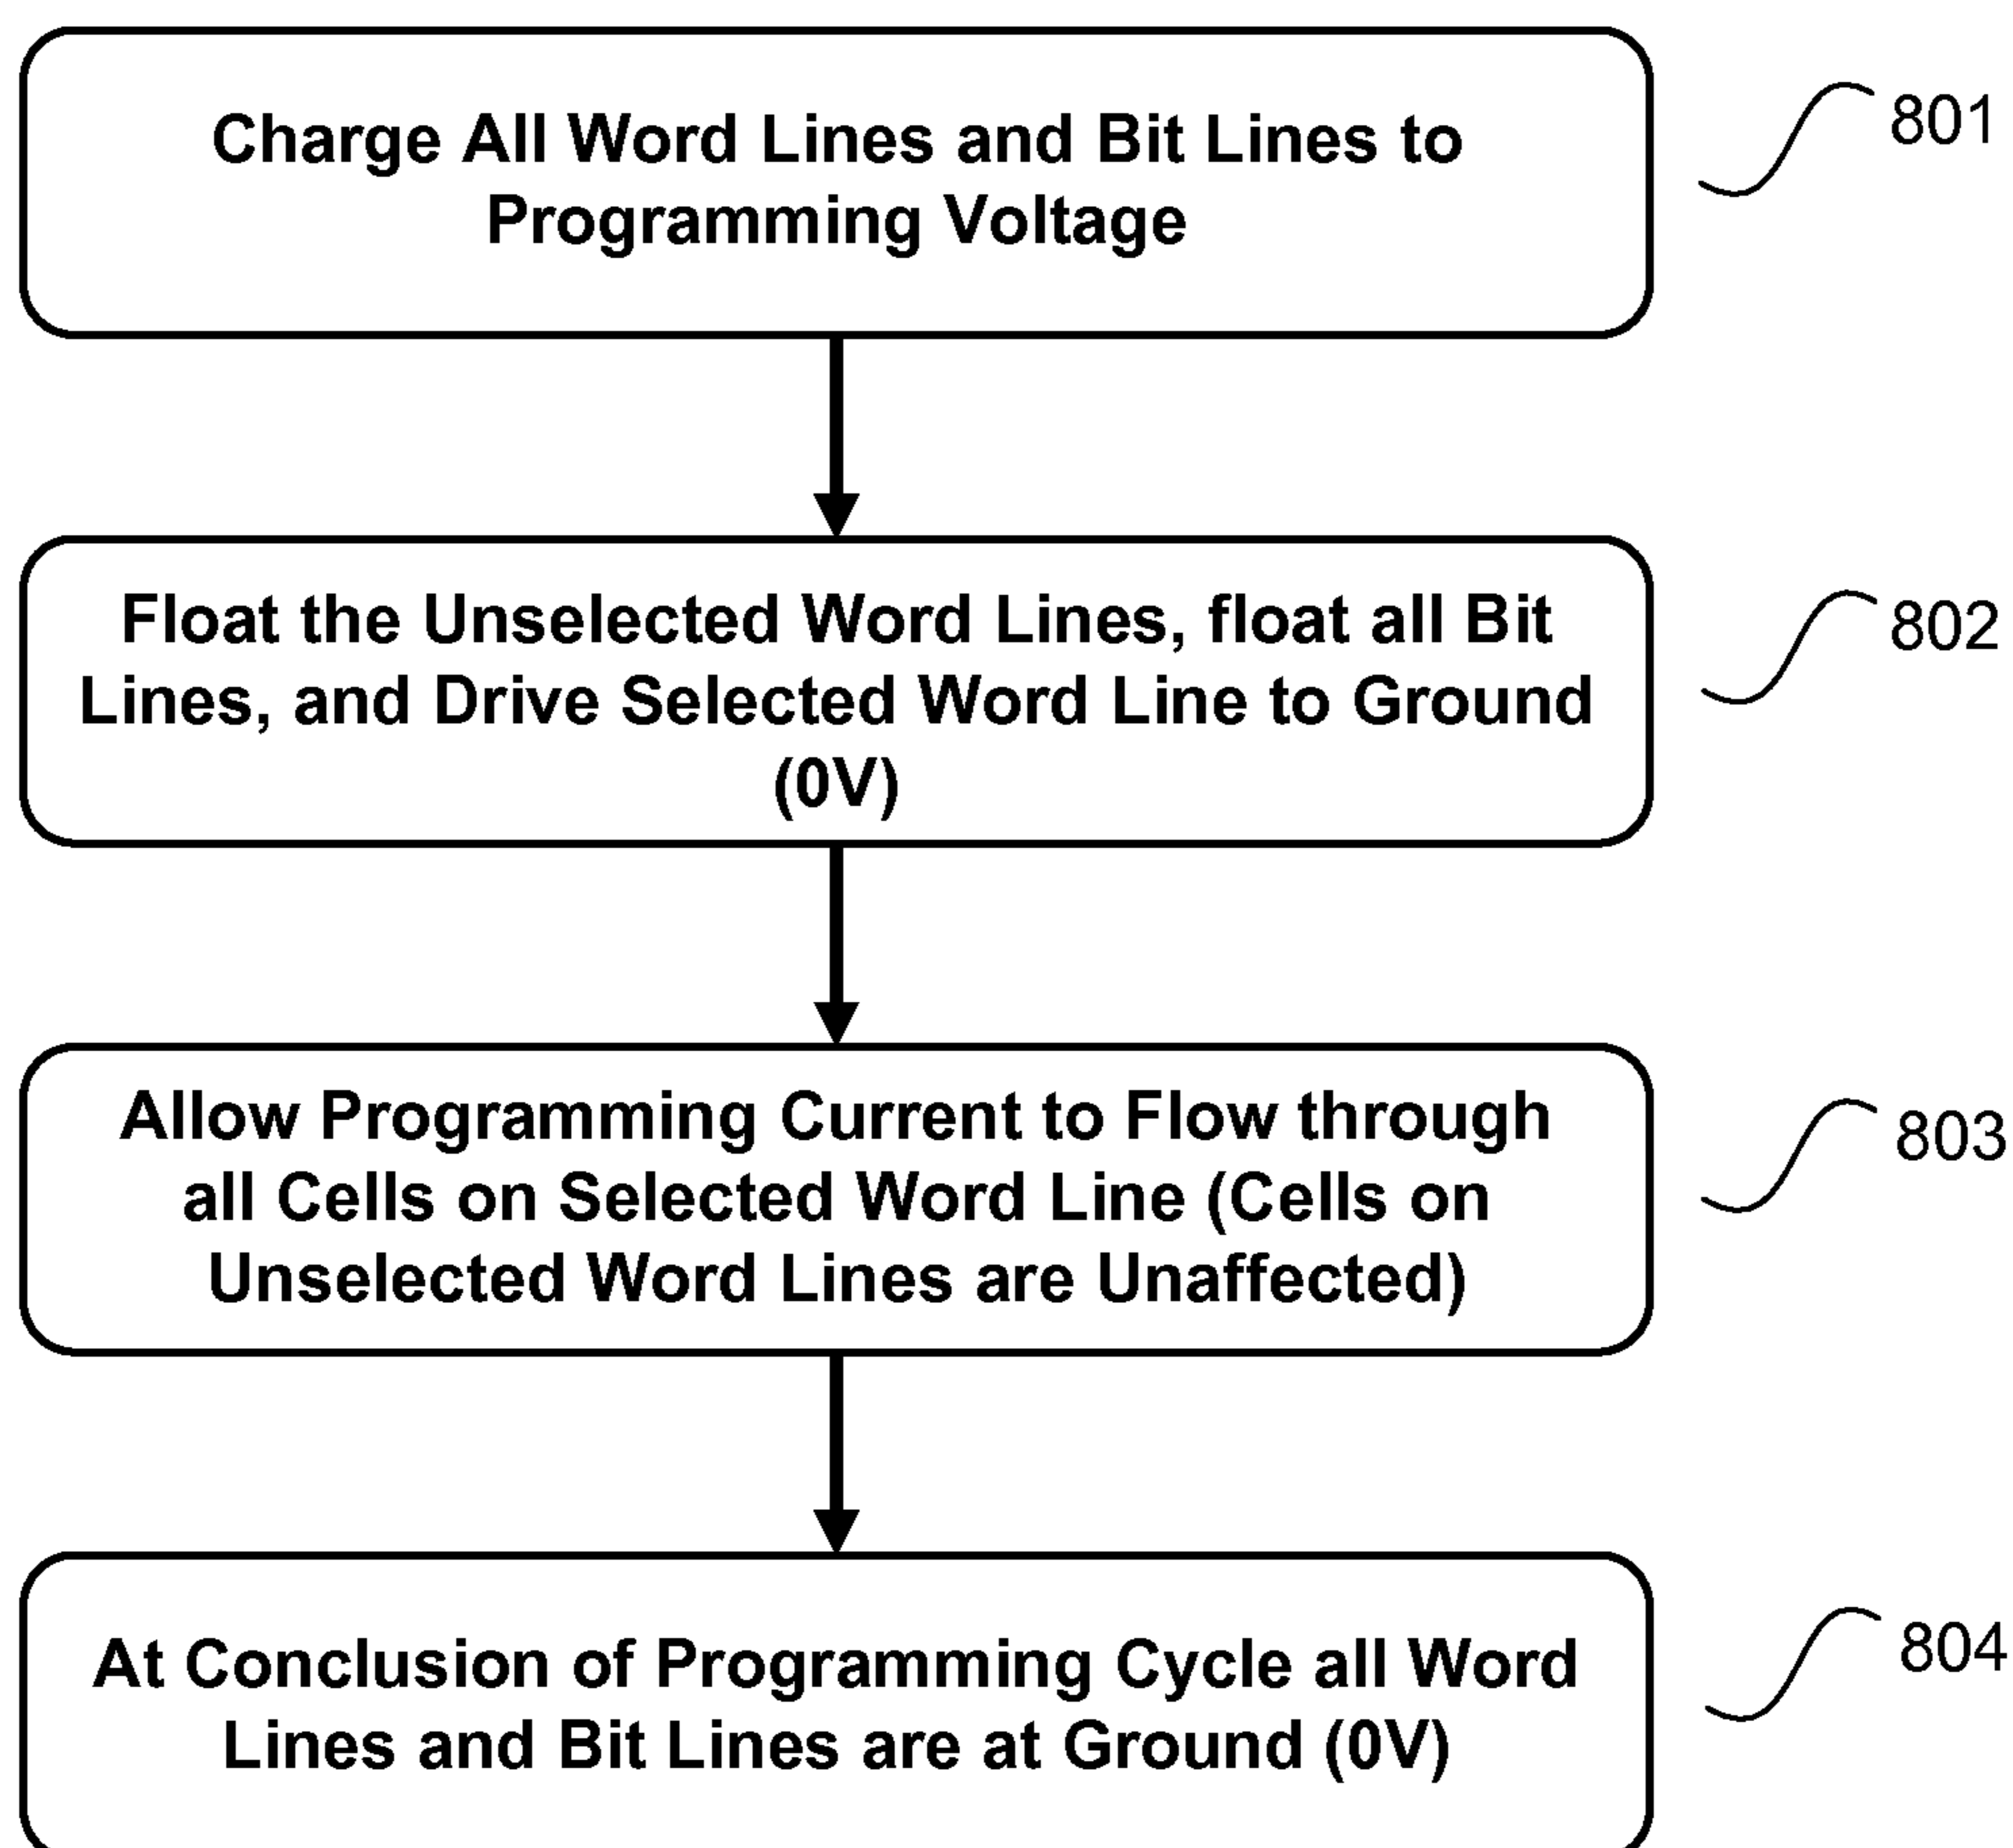 Charge All Word Lines and Bit Lines to
Programming Voltage
801
Float the Unselected Word Lines, float all Bit
Lines, and Drive Selected Word Line to Ground
(0V)
802
Allow Programming Current to Flow through
all Cells on Selected Word Line (Cells on
Unselected Word Lines are Unaffected)
803
At Conclusion of Programming Cycle all Word
Lines and Bit Lines are at Ground (0V)
804